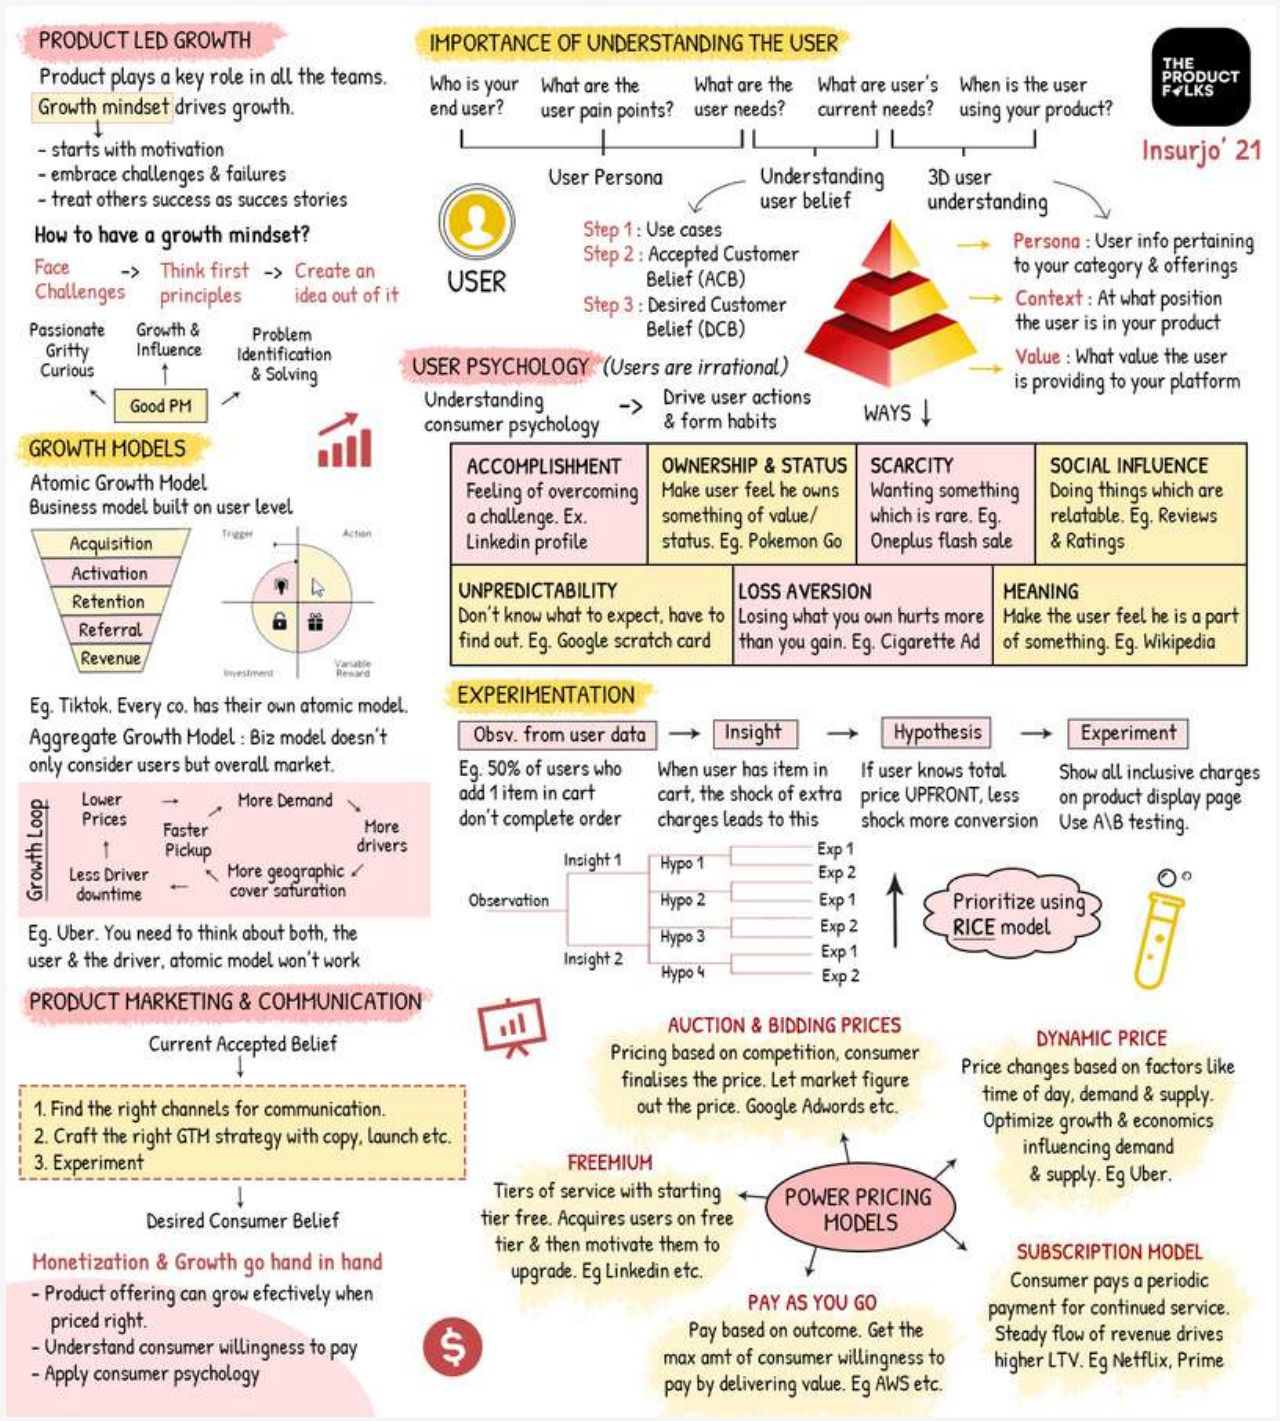 PRODUCT LED GROWTH
Product plays a key role in all the teams.
Growth mindset drives growth.
- starts with motivation
- embrace challenges & failures
- treat others success as succes stories
How to have a growth mindset?
Face Challenges -> Think first principles -> Create an idea out of it
Passionate
Gritty
Curious
Growth &
Influence
Problem
Identification
& Solving
Good PM
GROWTH MODELS
Atomic Growth Model
Business model built on user level
Acquisition
Activation
Retention
Referral
Revenue
Trigger
Action
Investment
Variable
Reward
Eg. Tiktok. Every co. has their own atomic model.
Aggregate Growth Model : Biz model doesn't
only consider users but overall market.
Growth Loop
Lower
Prices
More Demand
Faster
Pickup
More
drivers
Less Driver
downtime
More geographic
cover saturation
Eg. Uber. You need to think about both, the
user & the driver, atomic model won't work
PRODUCT MARKETING & COMMUNICATION
Current Accepted Belief
1. Find the right channels for communication.
2. Craft the right GTM strategy with copy, launch etc.
3. Experiment
Desired Consumer Belief
Monetization & Growth go hand in hand
- Product offering can grow efectively when
priced right.
- Understand consumer willingness to pay
- Apply consumer psychology
IMPORTANCE OF UNDERSTANDING THE USER
Who is your
end user?
What are the
user pain points?
What are the
user needs?
What are user's
current needs?
When is the user
using your product?
THE
PRODUCT
FOLKS
Insurjo' 21
User Persona
Understanding
user belief
3D user
understanding
USER
Step 1 : Use cases
Step 2 : Accepted Customer
Belief (ACB)
Step 3 : Desired Customer
Belief (DCB)
Persona : User info pertaining
to your category & offerings
Context : At what position
the user is in your product
Value : What value the user
is providing to your platform
USER PSYCHOLOGY (Users are irrational)
Understanding
consumer psychology
->
Drive user actions
& form habits
WAYS
ACCOMPLISHMENT
Feeling of overcoming
a challenge. Ex.
Linkedin profile
OWNERSHIP & STATUS
Make user feel he owns
something of value/
status. Eg. Pokemon Go
SCARCITY
Wanting something
which is rare. Eg.
Oneplus flash sale
SOCIAL INFLUENCE
Doing things which are
relatable. Eg. Reviews
& Ratings
UNPREDICTABILITY
Don't know what to expect, have to
find out. Eg. Google scratch card
LOSS AVERSION
Losing what you own hurts more
than you gain. Eg. Cigarette Ad
MEANING
Make the user feel he is a part
of something. Eg. Wikipedia
EXPERIMENTATION
Obsv. from user data
Insight
Hypothesis
Experiment
Eg. 50% of users who
add 1 item in cart
don't complete order
When user has item in
cart, the shock of extra
charges leads to this
If user knows total
price UPFRONT, less
shock more conversion
Show all inclusive charges
on product display page
Use A\B testing.
Observation
Insight 1
Insight 2
Hypo 1
Hypo 2
Hypo 3
Hypo 4
Exp 1
Exp 2
Exp 1
Exp 2
Exp 1
Exp 2
Prioritize using
RICE model
AUCTION & BIDDING PRICES
Pricing based on competition, consumer
finalises the price. Let market figure
out the price. Google Adwords etc.
DYNAMIC PRICE
Price changes based on factors like
time of day, demand & supply.
Optimize growth & economics
influencing demand
& supply. Eg Uber.
FREEMIUM
Tiers of service with starting
tier free. Acquires users on free
tier & then motivate them to
upgrade. Eg Linkedin etc.
POWER PRICING
MODELS
SUBSCRIPTION MODEL
Consumer pays a periodic
payment for continued service.
Steady flow of revenue drives
higher LTV. Eg Netflix, Prime
PAY AS YOU GO
Pay based on outcome. Get the
max amt of consumer willingness to
pay by delivering value. Eg AWS etc.
$